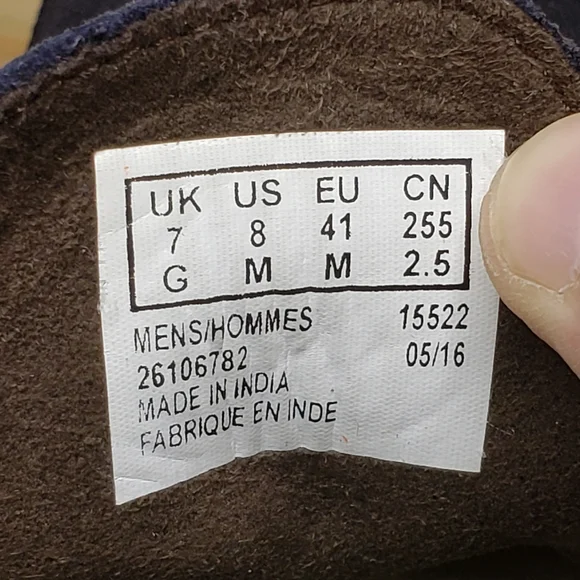 UK US EU CN
7 8 41 255
G M M 2.5
MENS/HOMMES 15522
26106782 05/16
MADE IN INDIA
FABRIQUE EN INDE